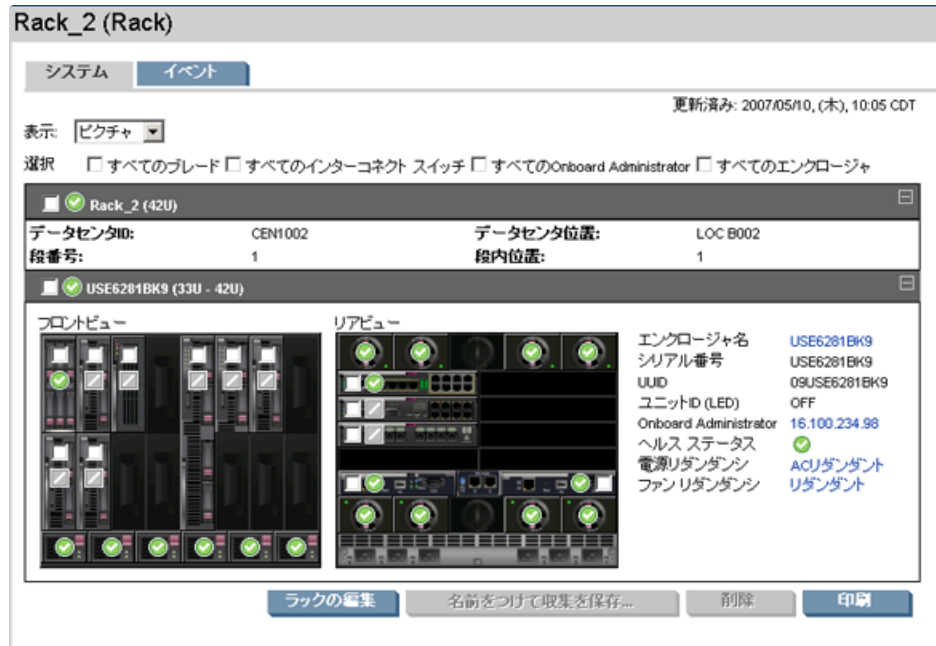 Rack_2 (Rack)
システム イベント
更新済み: 2007/05/10, (木), 10:05 CDT
表示: ピクチャ
選択 すべてのブレード すべてのインターコネクト スイッチ すべてのOnboard Administrator すべてのエンクロージャ
Rack_2 (42U)
データセンタID: CEN1002 データセンタ位置: LOC B002
段番号: 1 段内位置: 1
USE6281BK9 (33U - 42U)
フロントビュー リアビュー
エンクロージャ名 USE6281BK9
シリアル番号 USE6281BK9
UUID 09USE6281BK9
ユニットID (LED) OFF
Onboard Administrator 16.100.234.98
ヘルス ステータス
電源リダンダンシ ACリダンダント
ファン リダンダンシ リダンダント
ラックの編集 名前をつけて収集を保存... 削除 印刷